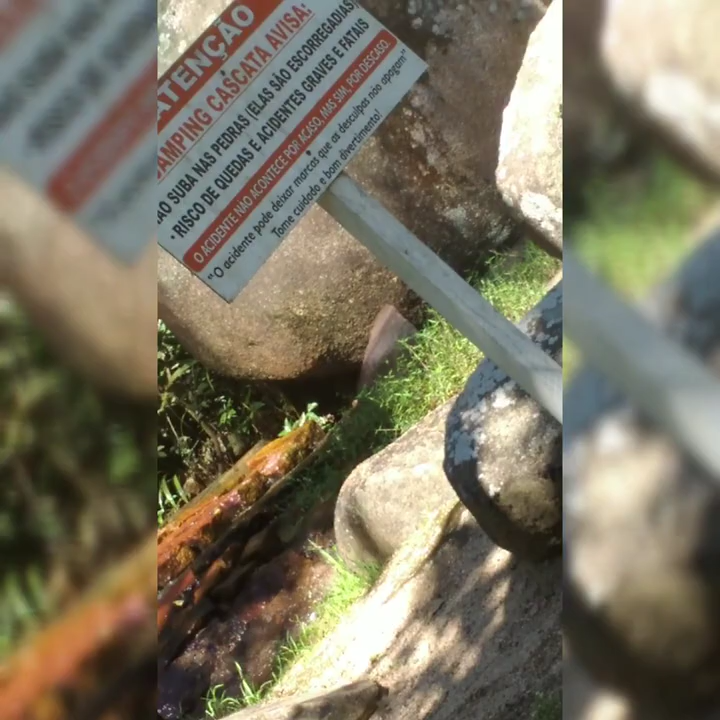 ATENÇÃO
CAMPING CASCATA AVISA:
NÃO SUBA NAS PEDRAS (ELAS SÃO ESCORREGADIAS)
· RISCO DE QUEDAS E ACIDENTES GRAVES E FATAIS
O ACIDENTE NÃO ACONTECE POR ACASO, MAS SIM, POR DESCASO.
"O acidente pode deixar marcas que as desculpas não apagam"
Tome cuidado e bom divertimento!